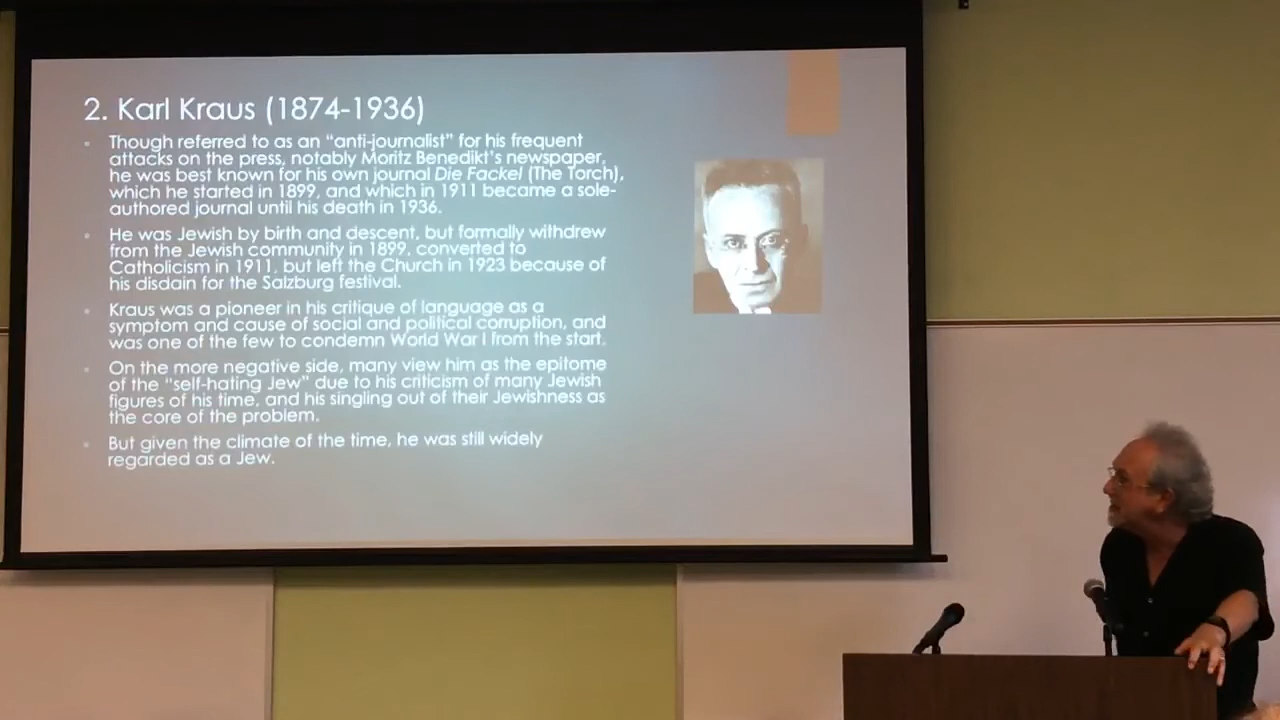 2. Karl Kraus (1874-1936)
Though referred to as an “anti-journalist” for his frequent
attacks on the press, notably Moritz Benedikt’s newspaper,
he was best known for his own journal Die Fackel (The Torch),
which he started in 1899, and which in 1911 became a sole-
authored journal until his death in 1936.
He was Jewish by birth and descent, but formally withdrew
from the Jewish community in 1899, converted to
Catholicism in 1911, but left the Church in 1923 because of
his disdain for the Salzburg festival.
Kraus was a pioneer in his critique of language as a
symptom and cause of social and political corruption, and
was one of the few to condemn World War I from the start.
On the more negative side, many view him as the epitome
of the “self-hating Jew” due to his criticism of many Jewish
figures of his time, and his singling out of their Jewishness as
the core of the problem.
But given the climate of the time, he was still widely
regarded as a Jew.